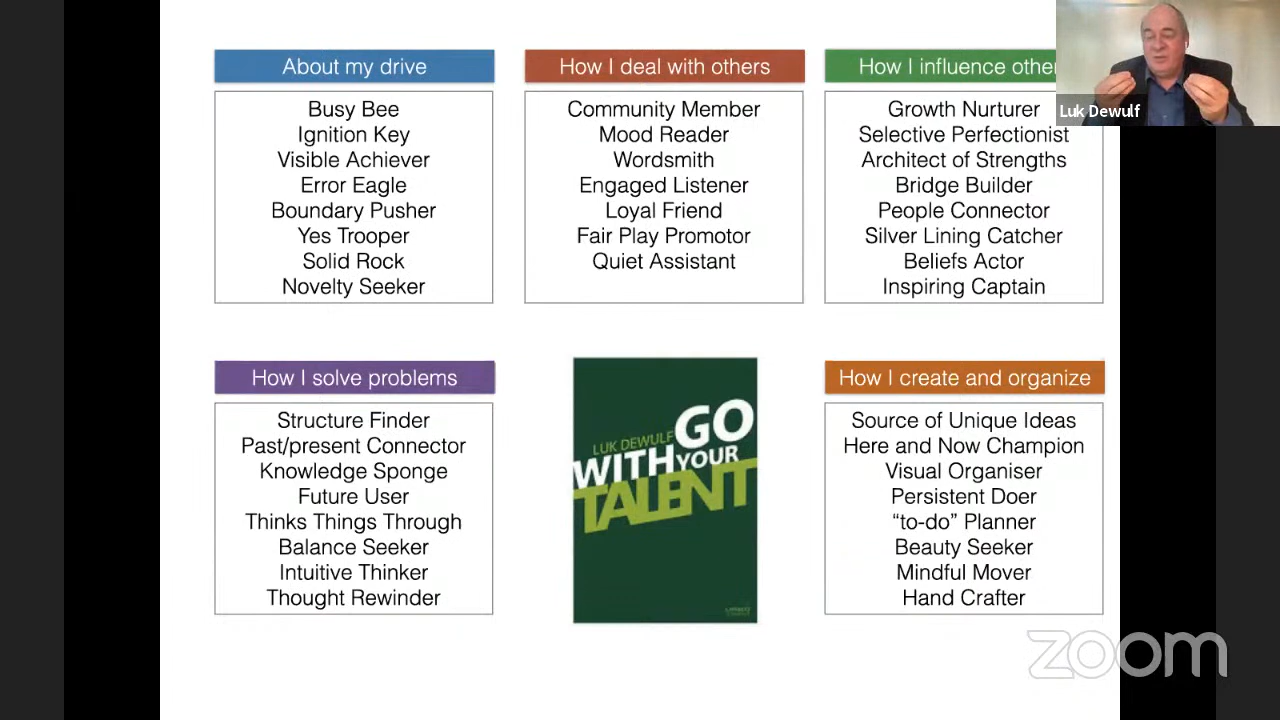 About my drive
Busy Bee
Ignition Key
Visible Achiever
Error Eagle
Boundary Pusher
Yes Trooper
Solid Rock
Novelty Seeker
How I deal with others
Community Member
Mood Reader
Wordsmith
Engaged Listener
Loyal Friend
Fair Play Promotor
Quiet Assistant
How I influence other
Growth Nurturer
Selective Perfectionist
Architect of Strengths
Bridge Builder
People Connector
Silver Lining Catcher
Beliefs Actor
Inspiring Captain
Luk Dewulf
How I solve problems
Structure Finder
Past/present Connector
Knowledge Sponge
Future User
Thinks Things Through
Balance Seeker
Intuitive Thinker
Thought Rewinder
LUK DEWULF GO
WITH YOUR
TALENT
How I create and organize
Source of Unique Ideas
Here and Now Champion
Visual Organiser
Persistent Doer
“to-do” Planner
Beauty Seeker
Mindful Mover
Hand Crafter
zoom